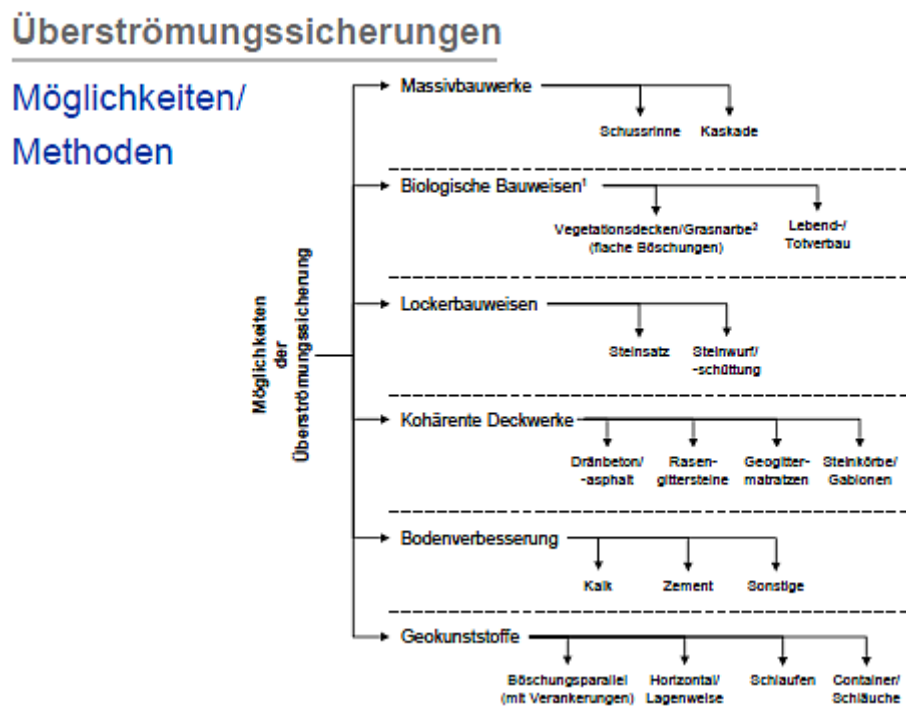 Überströmungssicherungen
Möglichkeiten/
Methoden
Möglichkeiten
der
Überströmungssicherung
Massivbauwerke
Schussrinne Kaskade
Biologische Bauweisen¹
Vegetationsdecken/Grasnarbe²
(flache Böschungen)
Lebend-/
Totverbau
Lockerbauweisen
Steinsatz
Steinwurf/
-schüttung
Kohärente Deckwerke
Dränbeton/
-asphalt
Rasen-
gittersteine
Geogitter-
matratzen
Steinkörbe/
Gabionen
Bodenverbesserung
Kalk Zement Sonstige
Geokunststoffe
Böschungsparallel
(mit Verankerungen)
Horizontal/
Lagenweise
Schlaufen
Container/
Schläuche